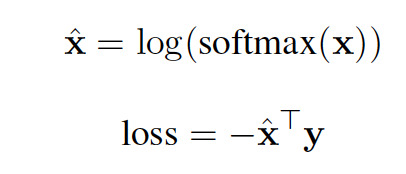 x̂ = log(softmax(x))
loss = −x̂⊤y